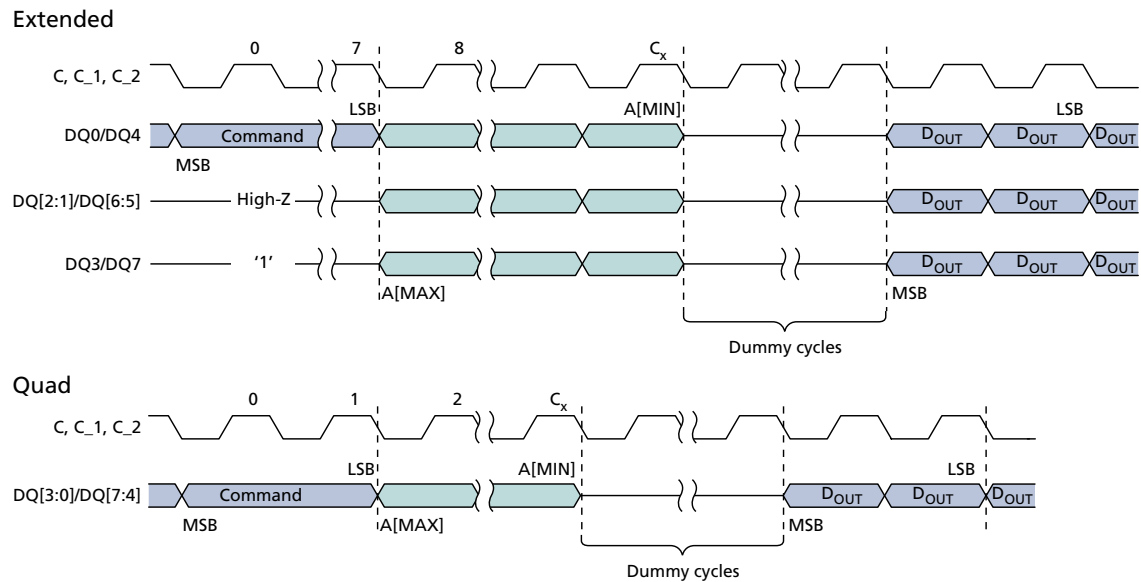 Extended
0 7 8 Cx
C, C_1, C_2
LSB A[MIN] LSB
DQ0/DQ4 Command DOUT DOUT DOUT
MSB
DQ[2:1]/DQ[6:5] High-Z DOUT DOUT DOUT
DQ3/DQ7 '1' DOUT DOUT DOUT
A[MAX] MSB
Dummy cycles
Quad
0 1 2 Cx
C, C_1, C_2
LSB A[MIN] LSB
DQ[3:0]/DQ[7:4] Command DOUT DOUT DOUT
MSB A[MAX] MSB
Dummy cycles